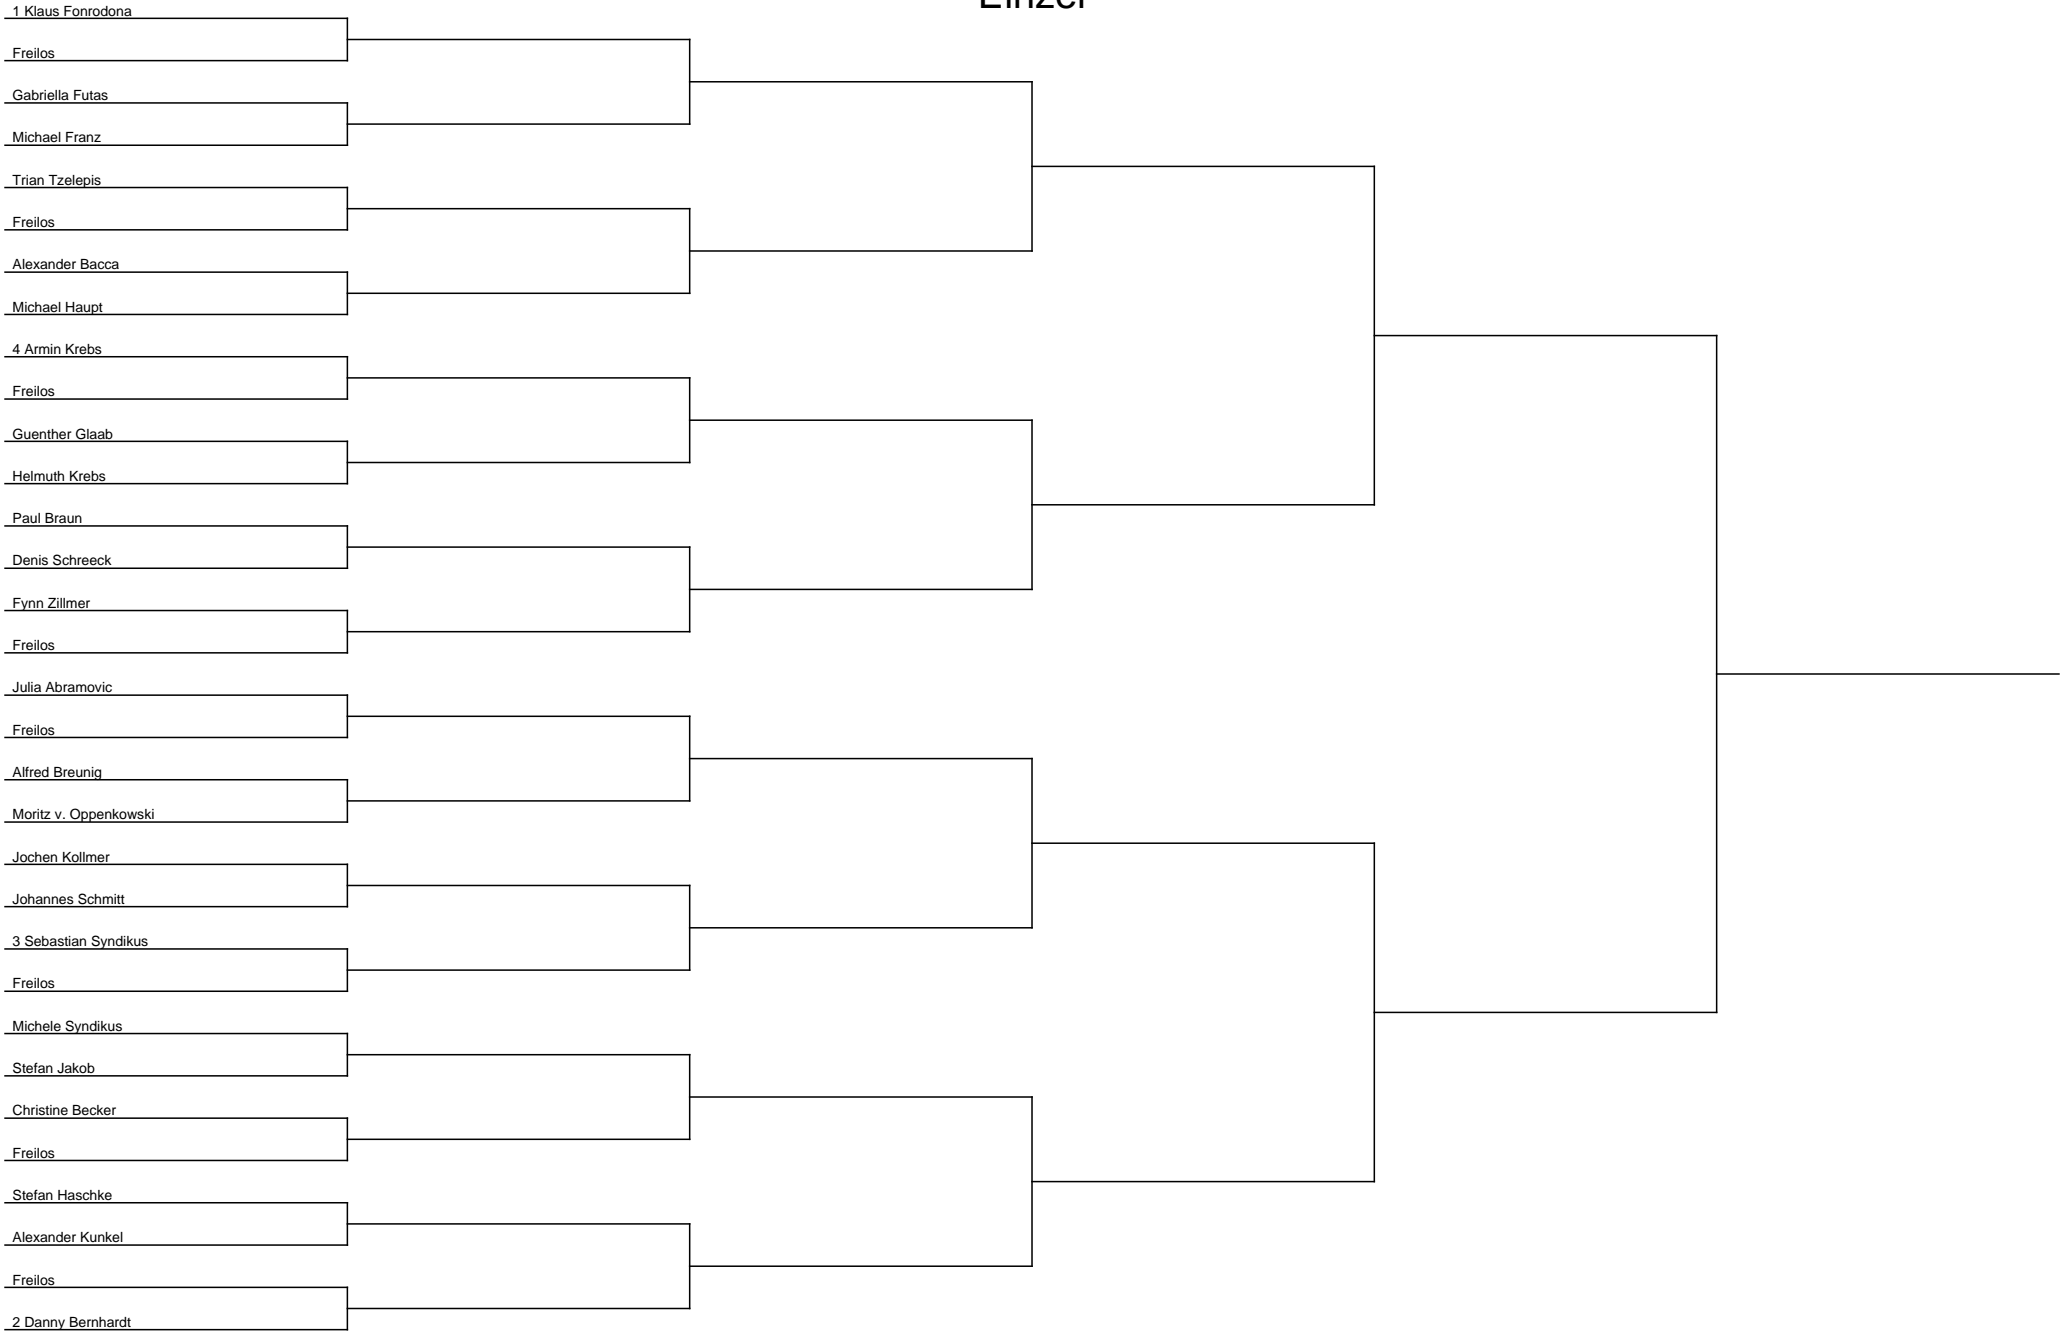 Einzel
1 Klaus Fonrodona
Freilos
Gabriella Futas
Michael Franz
Trian Tzelepis
Freilos
Alexander Bacca
Michael Haupt
4 Armin Krebs
Freilos
Guenther Glaab
Helmuth Krebs
Paul Braun
Denis Schreeck
Fynn Zillmer
Freilos
Julia Abramovic
Freilos
Alfred Breunig
Moritz v. Oppenkowski
Jochen Kollmer
Johannes Schmitt
3 Sebastian Syndikus
Freilos
Michele Syndikus
Stefan Jakob
Christine Becker
Freilos
Stefan Haschke
Alexander Kunkel
Freilos
2 Danny Bernhardt